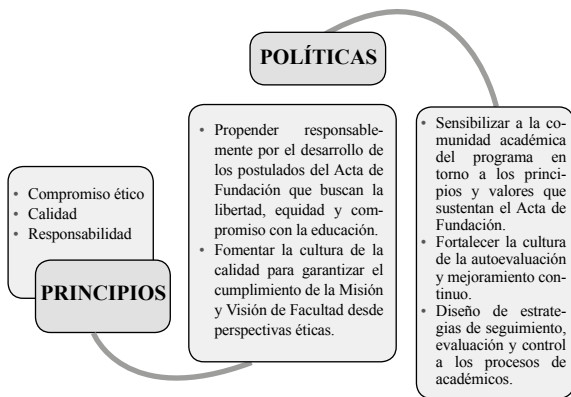 POLÍTICAS
• Compromiso ético
• Calidad
• Responsabilidad
PRINCIPIOS
• Propender responsable-
mente por el desarrollo de
los postulados del Acta de
Fundación que buscan la
libertad, equidad y com-
promiso con la educación.
• Fomentar la cultura de la
calidad para garantizar el
cumplimiento de la Misión
y Visión de Facultad desde
perspectivas éticas.
• Sensibilizar a la co-
munidad académica
del programa en
torno a los princi-
pios y valores que
sustentan el Acta de
Fundación.
• Fortalecer la cultura
de la autoevaluación
y mejoramiento con-
tinuo.
• Diseño de estrate-
gias de seguimiento,
evaluación y control
a los procesos de
académicos.